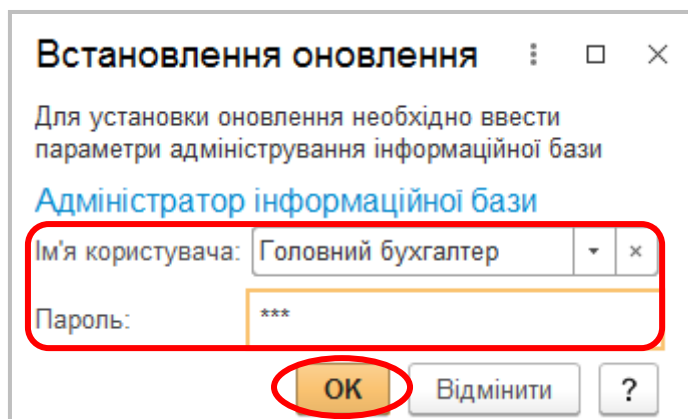 Встановлення оновлення
Для установки оновлення необхідно ввести
параметри адміністрування інформаційної бази
Адміністратор інформаційної бази
Ім'я користувача: Головний бухгалтер
Пароль: ***
ОК Відмінити ?